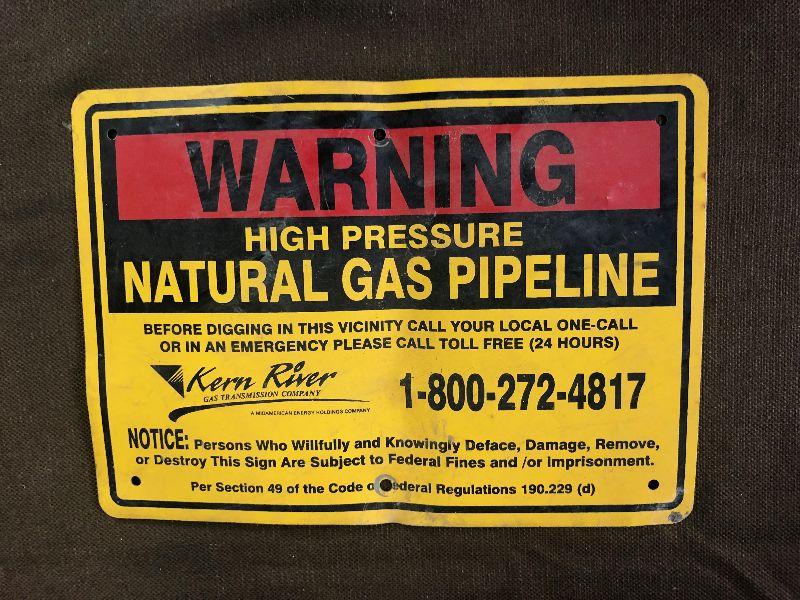 WARNING
HIGH PRESSURE
NATURAL GAS PIPELINE
BEFORE DIGGING IN THIS VICINITY CALL YOUR LOCAL ONE-CALL
OR IN AN EMERGENCY PLEASE CALL TOLL FREE (24 HOURS)
Kern River
GAS TRANSMISSION COMPANY
A MIDAMERICAN ENERGY HOLDINGS COMPANY
1-800-272-4817
NOTICE: Persons Who Willfully and Knowingly Deface, Damage, Remove,
or Destroy This Sign Are Subject to Federal Fines and /or Imprisonment.
Per Section 49 of the Code of Federal Regulations 190.229 (d)